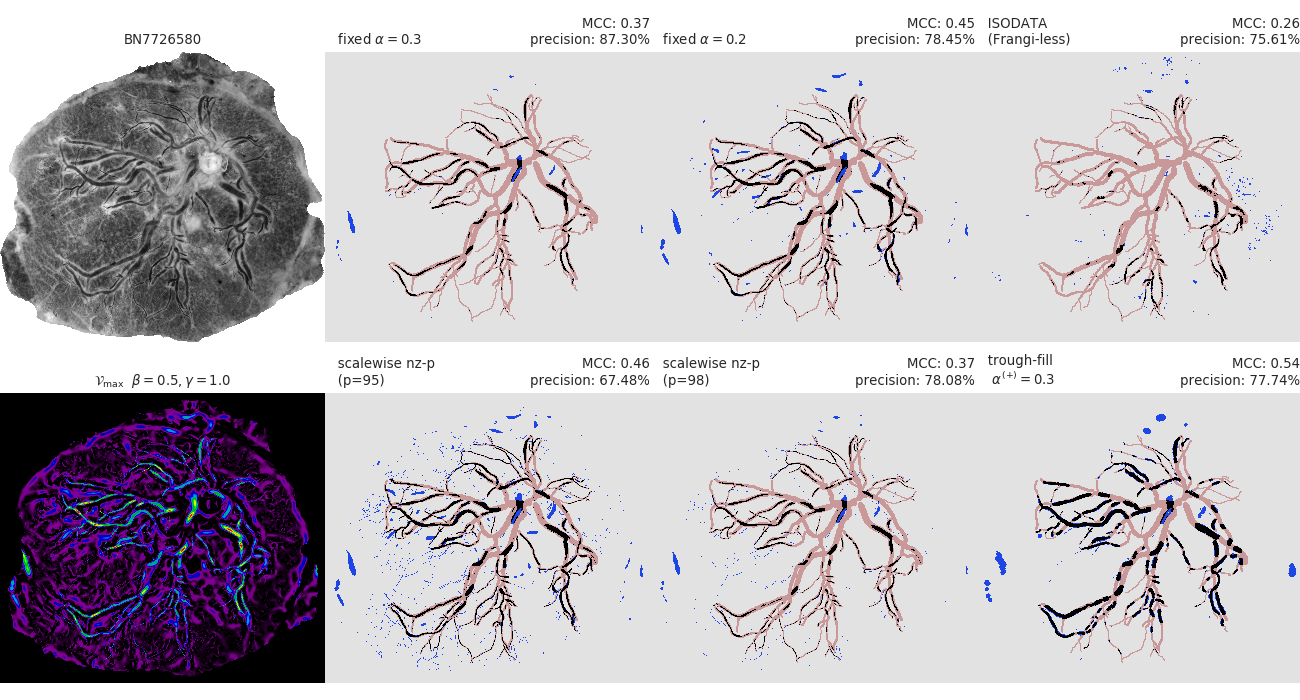 BN7726580
fixed α = 0.3
MCC: 0.37
precision: 87.30%
fixed α = 0.2
MCC: 0.45
precision: 78.45%
ISODATA
(Frangi-less)
MCC: 0.26
precision: 75.61%
𝒱max β = 0.5, γ = 1.0
scalewise nz-p
(p=95)
MCC: 0.46
precision: 67.48%
scalewise nz-p
(p=98)
MCC: 0.37
precision: 78.08%
trough-fill
α(+) = 0.3
MCC: 0.54
precision: 77.74%